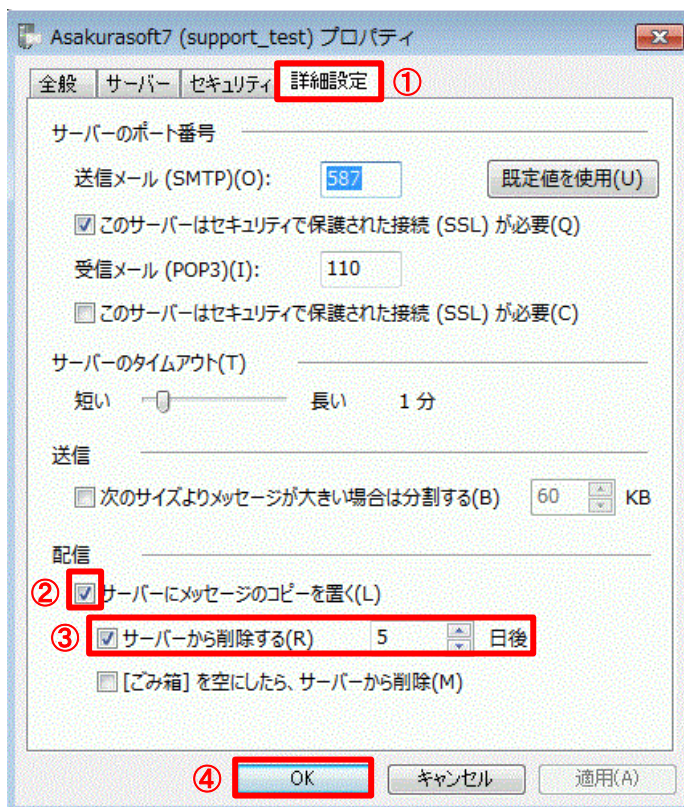 Asakurasoft7 (support_test) プロパティ
全般 サーバー セキュリティ 詳細設定 ①
サーバーのポート番号
送信メール (SMTP)(O): 587 既定値を使用(U)
このサーバーはセキュリティで保護された接続 (SSL) が必要(Q)
受信メール (POP3)(I): 110
このサーバーはセキュリティで保護された接続 (SSL) が必要(C)
サーバーのタイムアウト(T)
短い 長い 1 分
送信
次のサイズよりメッセージが大きい場合は分割する(B) 60 KB
配信
② サーバーにメッセージのコピーを置く(L)
③ サーバーから削除する(R) 5 日後
[ごみ箱] を空にしたら、サーバーから削除(M)
④ OK キャンセル 適用(A)